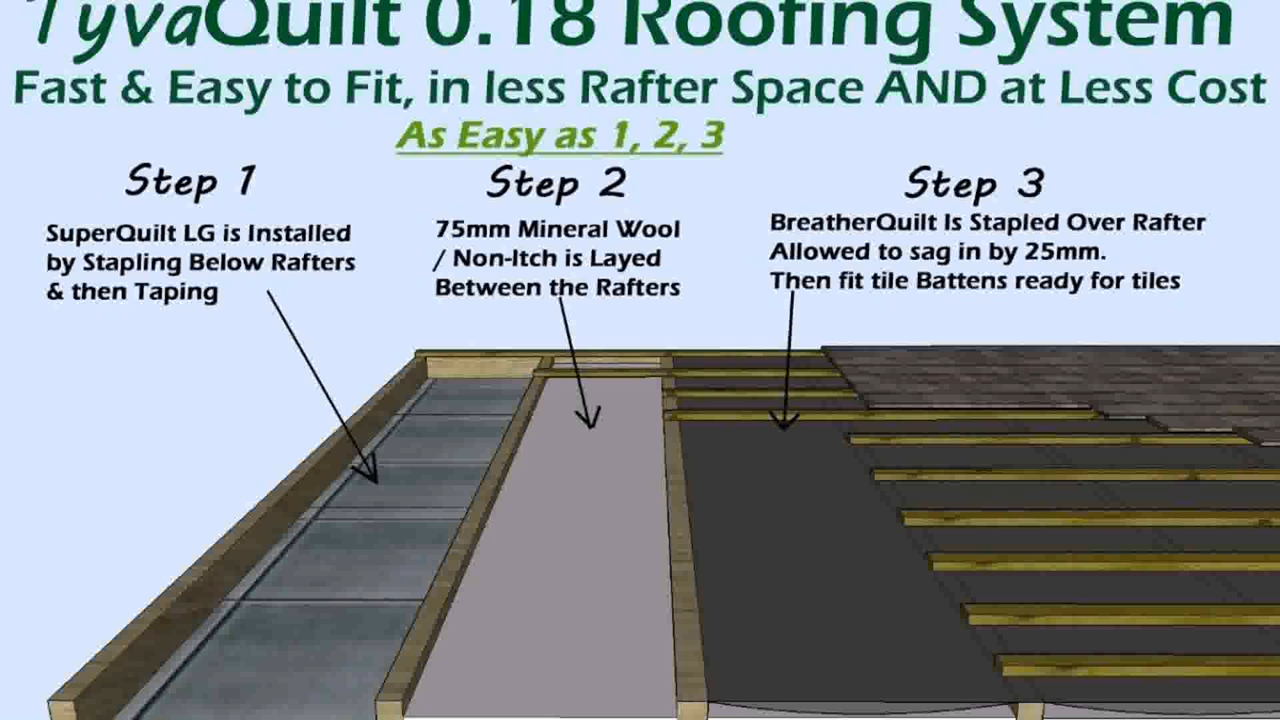 TyvaQuilt 0.18 Roofing System
Fast & Easy to Fit, in less Rafter Space AND at Less Cost
As Easy as 1, 2, 3
Step 1
SuperQuilt LG is Installed
by Stapling Below Rafters
& then Taping
Step 2
75mm Mineral Wool
/ Non-Itch is Layed
Between the Rafters
Step 3
BreatherQuilt Is Stapled Over Rafter
Allowed to sag in by 25mm.
Then fit tile Battens ready for tiles